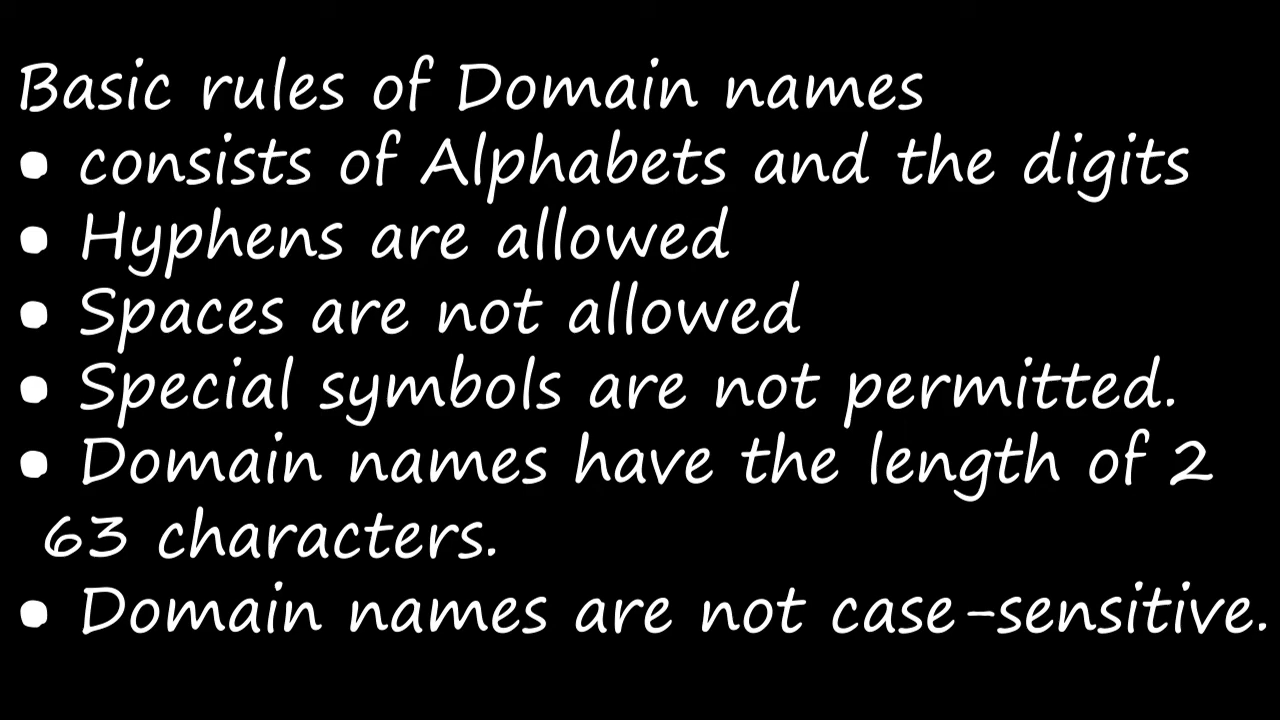 Basic rules of Domain names
• consists of Alphabets and the digits
• Hyphens are allowed
• Spaces are not allowed
• Special symbols are not permitted.
• Domain names have the length of 2
63 characters.
• Domain names are not case-sensitive.